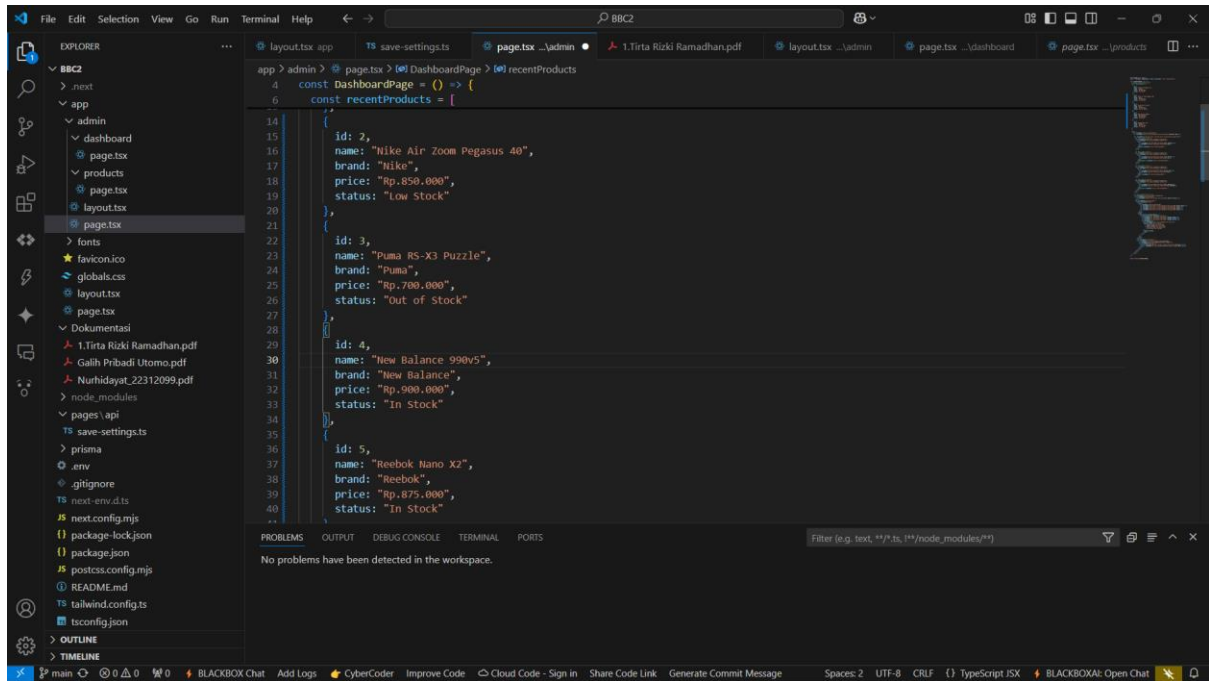 File Edit Selection View Go Run Terminal Help
BBC2
EXPLORER
BBC2
.next
app
admin
dashboard
page.tsx
products
page.tsx
layout.tsx
page.tsx
fonts
favicon.ico
globals.css
layout.tsx
page.tsx
Dokumentasi
1.Tirta Rizki Ramadhan.pdf
Galih Pribadi Utomo.pdf
Nurhidayat_22312099.pdf
node_modules
pages \ api
TS save-settings.ts
prisma
.env
.gitignore
TS next-env.d.ts
JS next.config.mjs
{} package-lock.json
{} package.json
JS postcss.config.mjs
README.md
TS tailwind.config.ts
tsconfig.json
OUTLINE
TIMELINE
layout.tsx app TS save-settings.ts page.tsx ...\admin 1.Tirta Rizki Ramadhan.pdf layout.tsx ...\admin page.tsx ...\dashboard page.tsx ...\products
app > admin > page.tsx > DashboardPage > recentProducts
4 const DashboardPage = () => {
6 const recentProducts = [
14 {
15 id: 2,
16 name: "Nike Air Zoom Pegasus 40",
17 brand: "Nike",
18 price: "Rp.850.000",
19 status: "Low Stock"
20 },
21 {
22 id: 3,
23 name: "Puma RS-X3 Puzzle",
24 brand: "Puma",
25 price: "Rp.700.000",
26 status: "Out of Stock"
27 },
28 {
29 id: 4,
30 name: "New Balance 990v5",
31 brand: "New Balance",
32 price: "Rp.900.000",
33 status: "In Stock"
34 },
35 {
36 id: 5,
37 name: "Reebok Nano X2",
38 brand: "Reebok",
39 price: "Rp.875.000",
40 status: "In Stock"
PROBLEMS OUTPUT DEBUG CONSOLE TERMINAL PORTS
Filter (e.g. text, **/*.ts, !**/node_modules/**)
No problems have been detected in the workspace.
main 0 0 0 BLACKBOX Chat Add Logs CyberCoder Improve Code Cloud Code - Sign in Share Code Link Generate Commit Message Spaces: 2 UTF-8 CRLF {} TypeScript JSX BLACKBOXAI: Open Chat